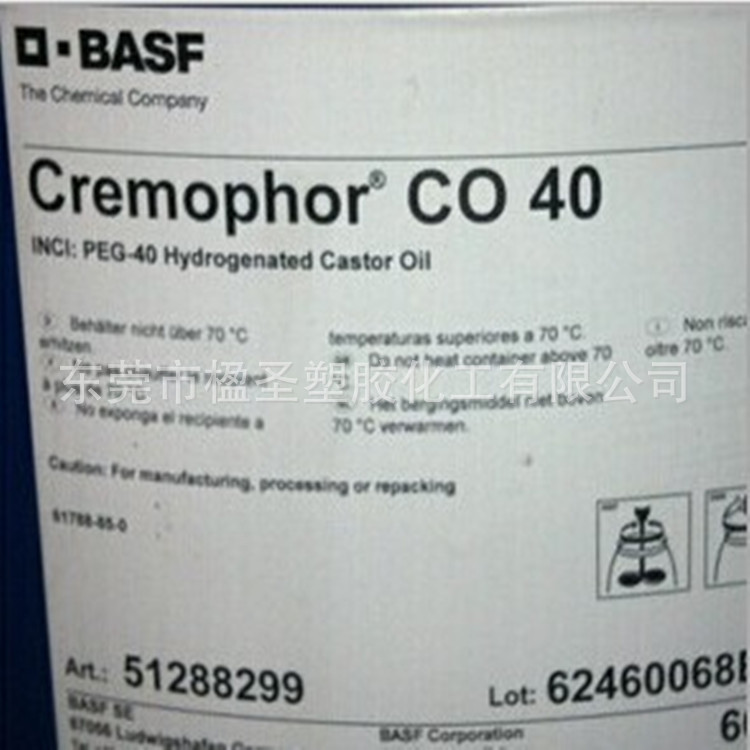 BASF
The Chemical Company
Cremophor® CO 40
INCI: PEG-40 Hydrogenated Castor Oil
Behälter nicht über 70 °C
erhitzen.
No exponga el recipiente a
temperaturas superiores a 70 °C.
Do not heat container above 70
70 °C verwarmen.
Non risc
oltre 70 °C
东莞市楹圣塑胶化工有限公司
Caution: For manufacturing, processing or repacking
61788-85-0
Art.: 51288299
Lot: 62460068
BASF SE
67056 Ludwigshafen
BASF Corporation